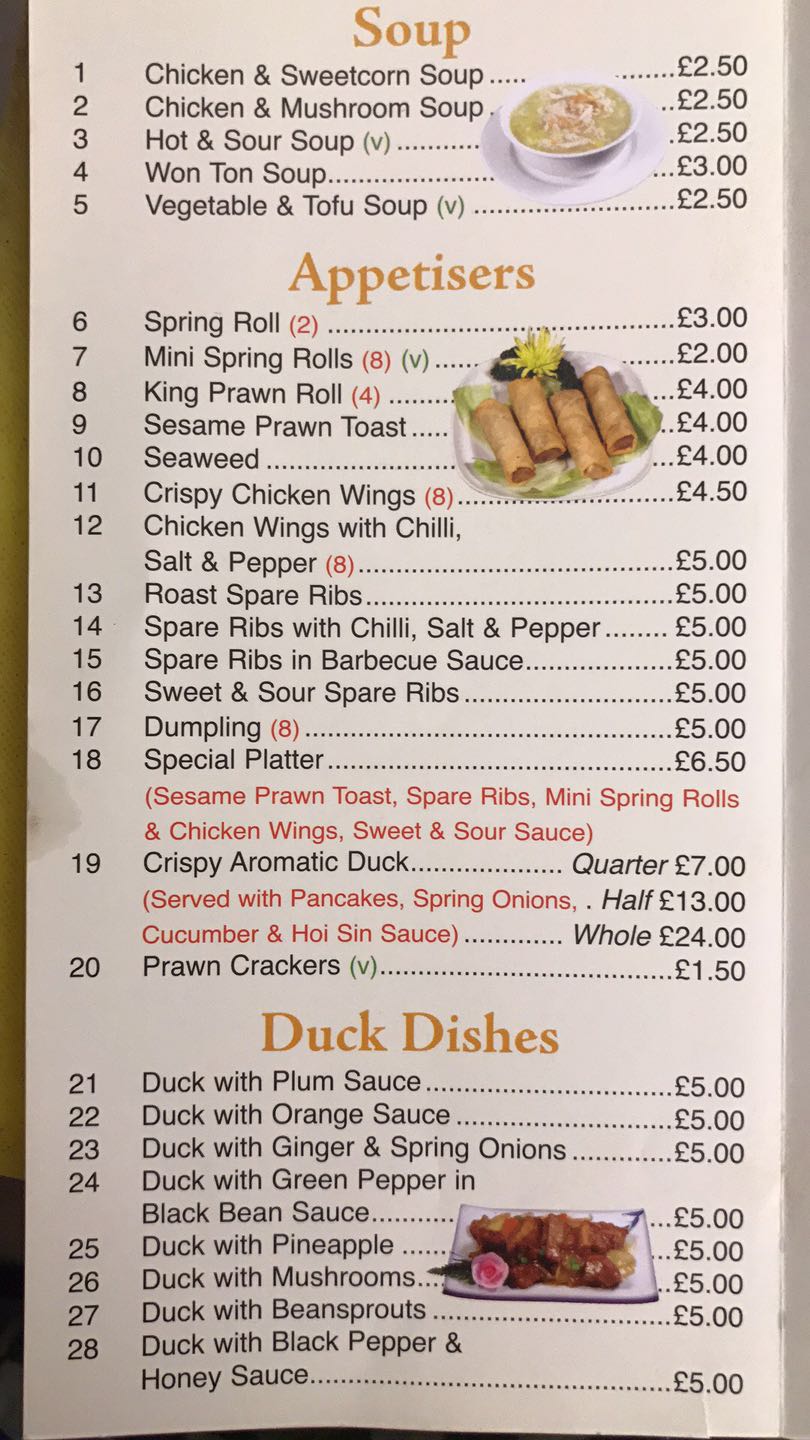 Soup
1 Chicken & Sweetcorn Soup ..... ........£2.50
2 Chicken & Mushroom Soup . ..£2.50
3 Hot & Sour Soup (v) ........... .£2.50
4 Won Ton Soup...................... ...£3.00
5 Vegetable & Tofu Soup (v) ..........................£2.50
Appetisers
6 Spring Roll (2) .............................................£3.00
7 Mini Spring Rolls (8) (v) ...... .......£2.00
8 King Prawn Roll (4) ......... ...£4.00
9 Sesame Prawn Toast ..... ..£4.00
10 Seaweed ......................... ...£4.00
11 Crispy Chicken Wings (8)............................£4.50
12 Chicken Wings with Chilli,
Salt & Pepper (8).........................................£5.00
13 Roast Spare Ribs........................................£5.00
14 Spare Ribs with Chilli, Salt & Pepper........ £5.00
15 Spare Ribs in Barbecue Sauce...................£5.00
16 Sweet & Sour Spare Ribs...........................£5.00
17 Dumpling (8) ................................................£5.00
18 Special Platter.............................................£6.50
(Sesame Prawn Toast, Spare Ribs, Mini Spring Rolls
& Chicken Wings, Sweet & Sour Sauce)
19 Crispy Aromatic Duck.................... Quarter £7.00
(Served with Pancakes, Spring Onions, . Half £13.00
Cucumber & Hoi Sin Sauce) ............. Whole £24.00
20 Prawn Crackers (v)......................................£1.50
Duck Dishes
21 Duck with Plum Sauce................................£5.00
22 Duck with Orange Sauce ............................£5.00
23 Duck with Ginger & Spring Onions .............£5.00
24 Duck with Green Pepper in
Black Bean Sauce........... ...£5.00
25 Duck with Pineapple ...... ...£5.00
26 Duck with Mushrooms... ..£5.00
27 Duck with Beansprouts ...............................£5.00
28 Duck with Black Pepper &
Honey Sauce...............................................£5.00